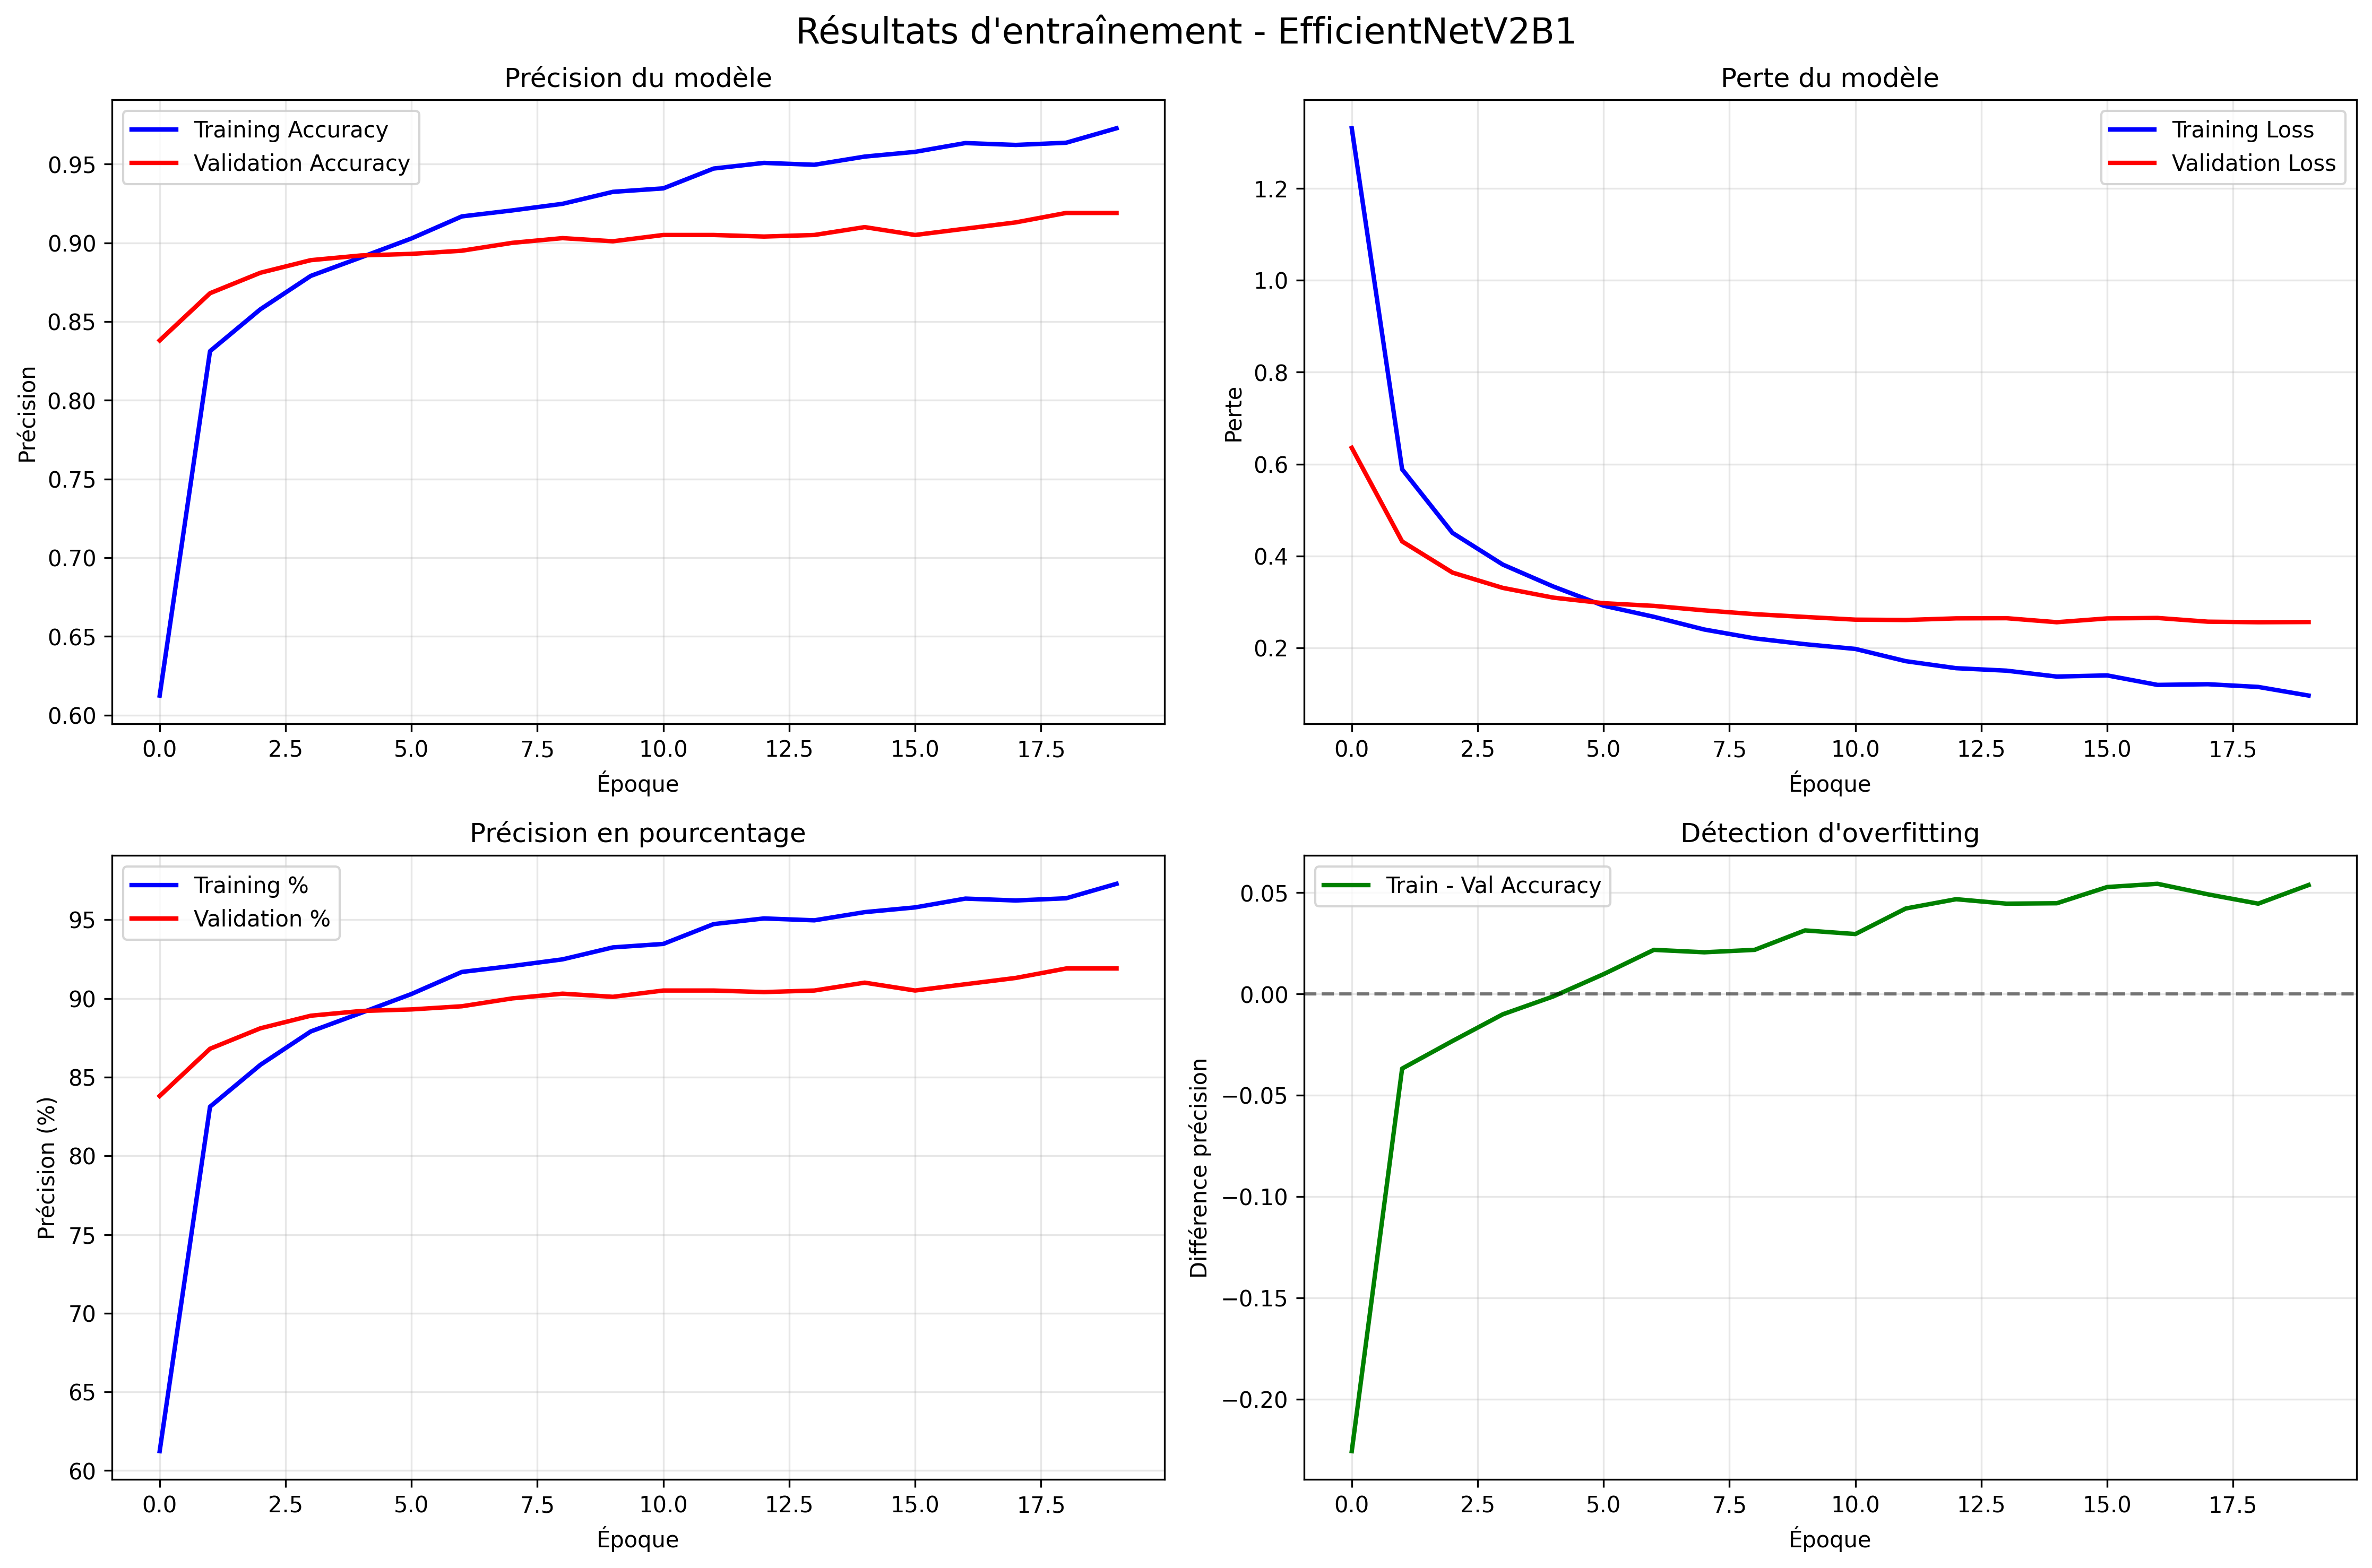 Résultats d'entraînement - EfficientNetV2B1
Précision du modèle
Training Accuracy
Validation Accuracy
Précision
0.95
0.90
0.85
0.80
0.75
0.70
0.65
0.60
0.0 2.5 5.0 7.5 10.0 12.5 15.0 17.5
Époque
Perte du modèle
Training Loss
Validation Loss
Perte
1.2
1.0
0.8
0.6
0.4
0.2
0.0 2.5 5.0 7.5 10.0 12.5 15.0 17.5
Époque
Précision en pourcentage
Training %
Validation %
Précision (%)
95
90
85
80
75
70
65
60
0.0 2.5 5.0 7.5 10.0 12.5 15.0 17.5
Époque
Détection d'overfitting
Train - Val Accuracy
Différence précision
0.05
0.00
−0.05
−0.10
−0.15
−0.20
0.0 2.5 5.0 7.5 10.0 12.5 15.0 17.5
Époque